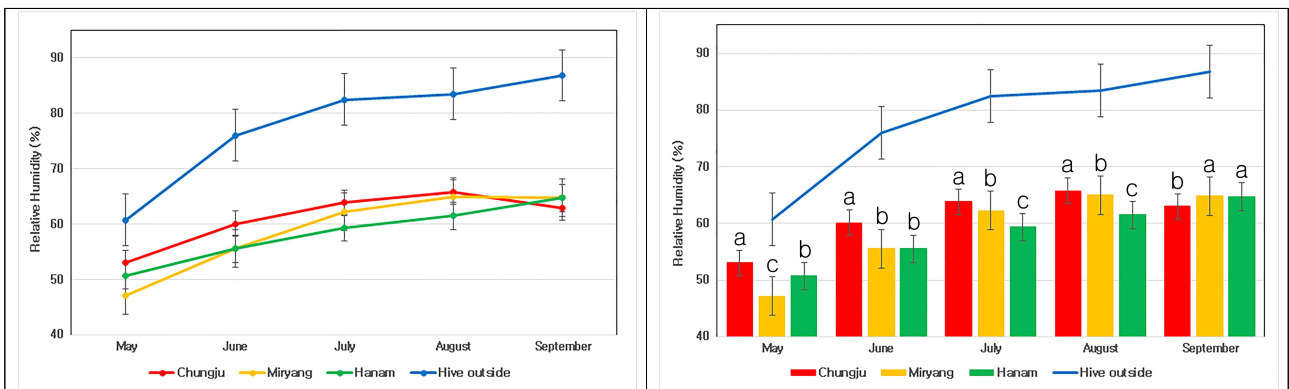 90
80
70
60
50
40
Relative Humidity (%)
May June July August September
Chungju Miryang Hanam Hive outside
90
80
70
60
50
40
Relative Humidity (%)
a c b
a b b
a b c
a b c
b a a
May June July August September
Chungju Miryang Hanam Hive outside